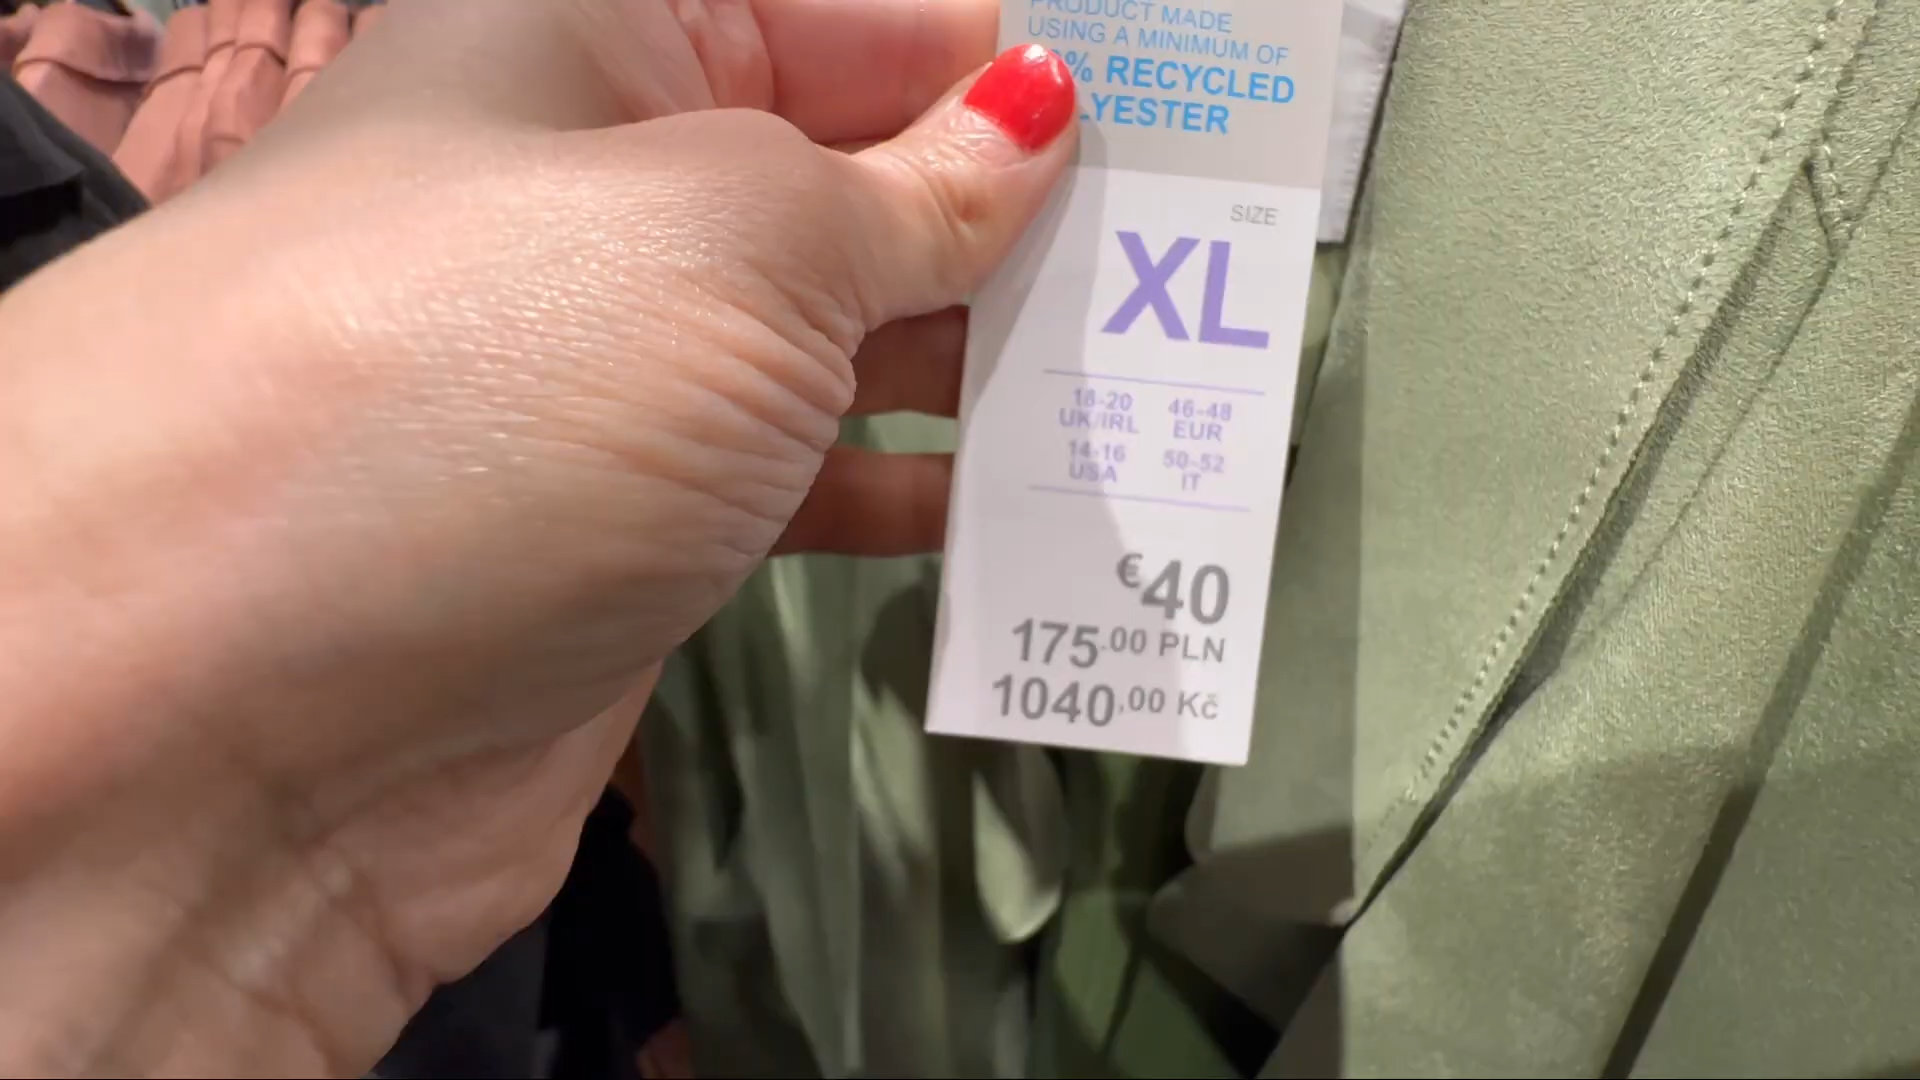 PRODUCT MADE
USING A MINIMUM OF
% RECYCLED
LYESTER
SIZE
XL
18-20 46-48
UK/IRL EUR
14-16 50-52
USA IT
€40
175.00 PLN
1040,00 Kč